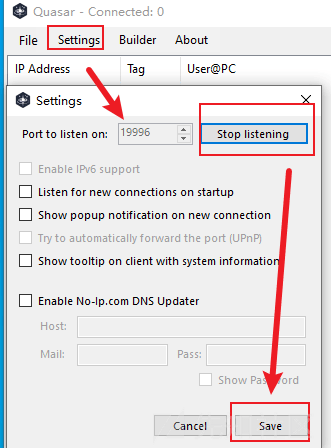 Quasar - Connected: 0
File Settings Builder About
IP Address Tag User@PC
Settings
Port to listen on: 19996 Stop listening
Enable IPv6 support
Listen for new connections on startup
Show popup notification on new connection
Try to automatically forward the port (UPnP)
Show tooltip on client with system information
Enable No-Ip.com DNS Updater
Host:
Mail: Pass:
Show Password
Cancel Save